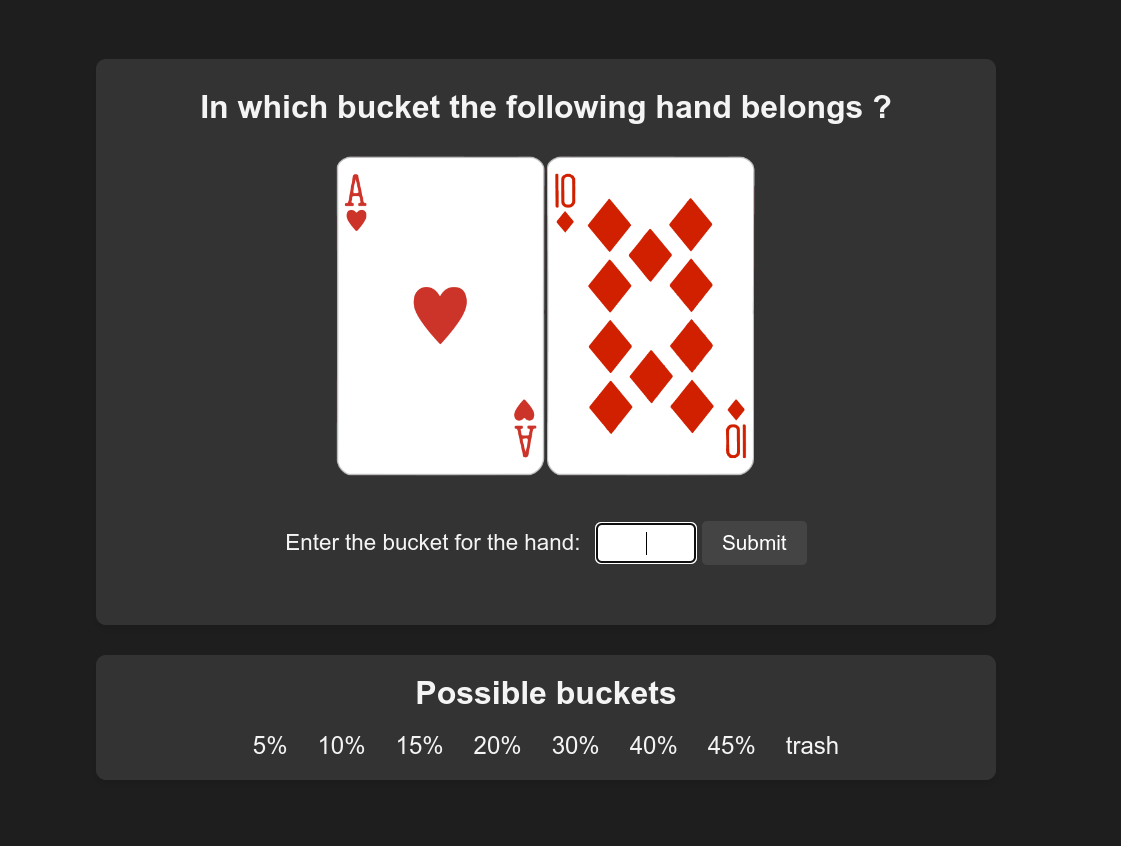 In which bucket the following hand belongs ?
A
10
A
10
Enter the bucket for the hand:
Submit
Possible buckets
5% 10% 15% 20% 30% 40% 45% trash